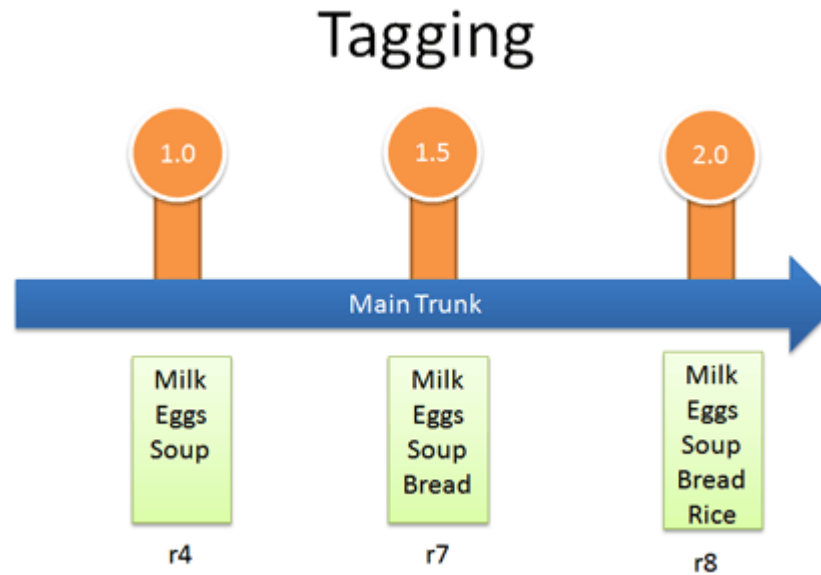 Tagging
1.0
1.5
2.0
Main Trunk
Milk
Eggs
Soup
r4
Milk
Eggs
Soup
Bread
r7
Milk
Eggs
Soup
Bread
Rice
r8